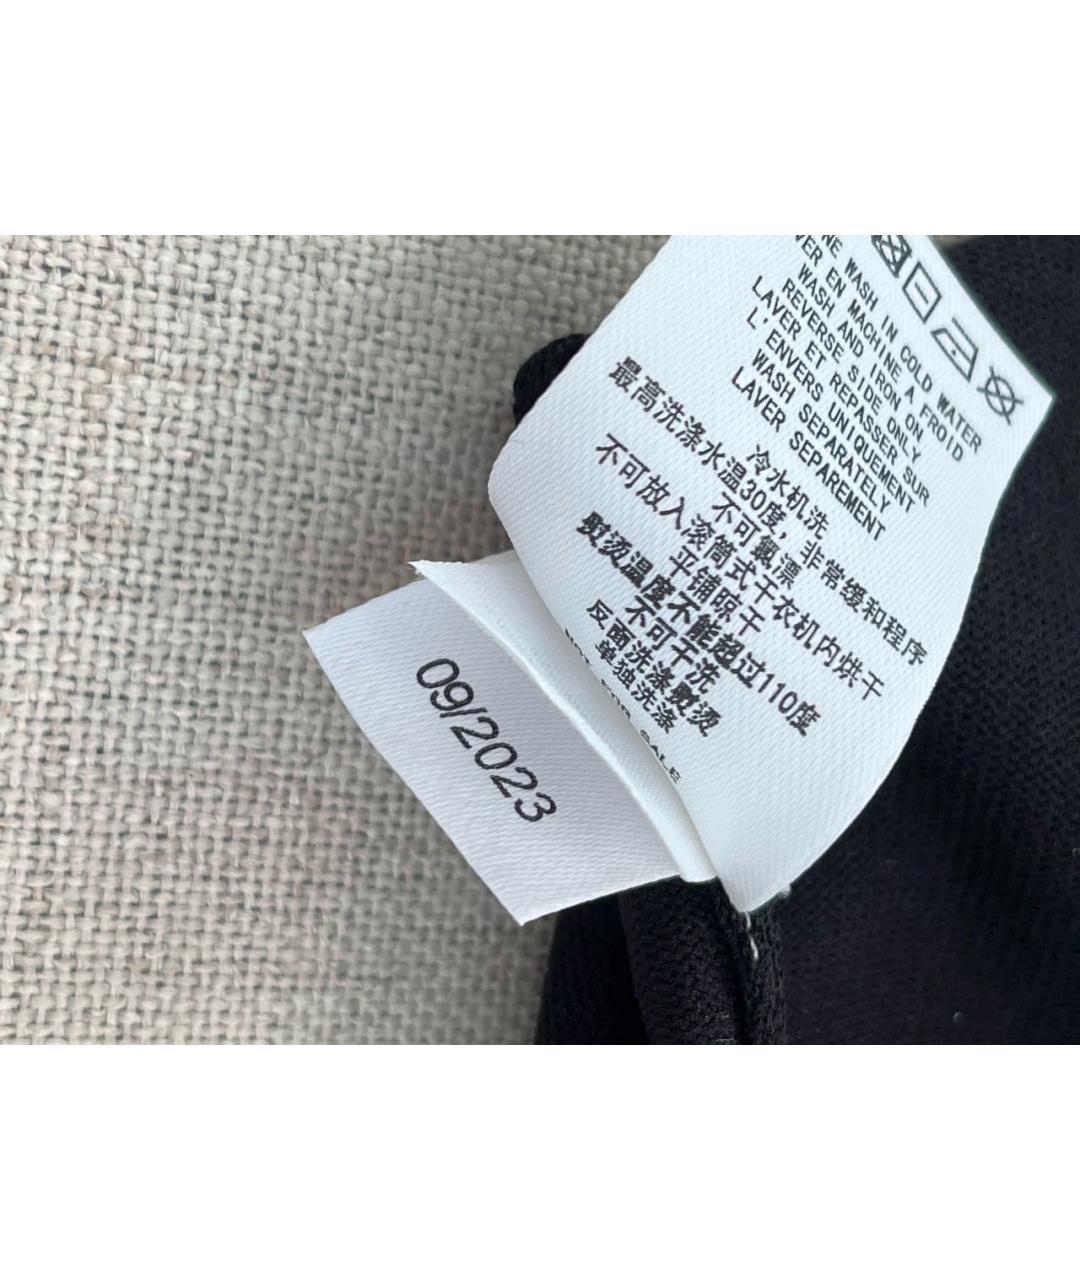 WASH IN COLD WATER
EN MACHINE A FROID
WASH AND IRON ON
REVERSE SIDE ONLY
LAVER ET REPASSER SUR
L'ENVERS UNIQUEMENT
WASH SEPARATELY
LAVER SEPAREMENT
冷水机洗
最高洗涤水温30度，非常缓和程序
不可氯漂
不可放入滚筒式干衣机内烘干
平铺晾干
熨烫温度不能超过110度
不可干洗
反面洗涤熨烫
单独洗涤
SALE
09/2023